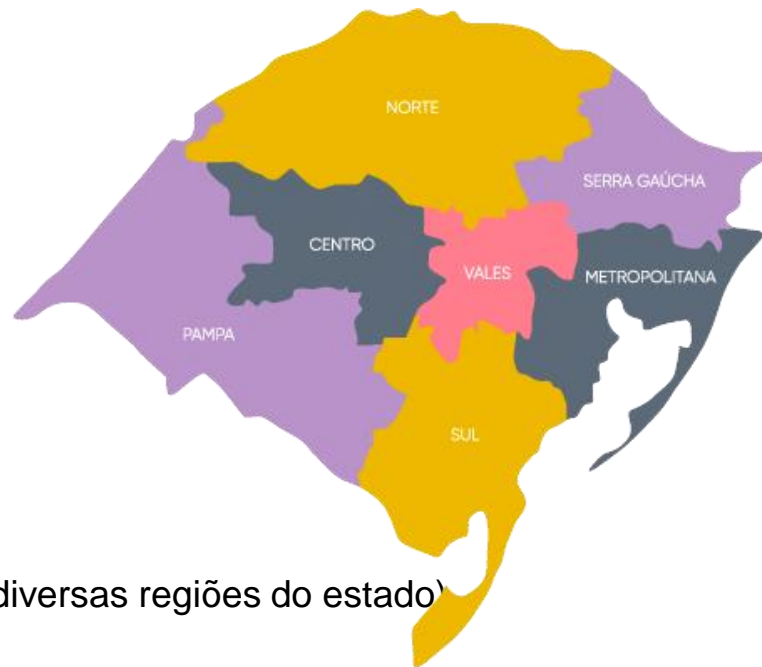 NORTE
SERRA GAÚCHA
CENTRO
VALES
METROPOLITANA
PAMPA
SUL
diversas regiões do estado)